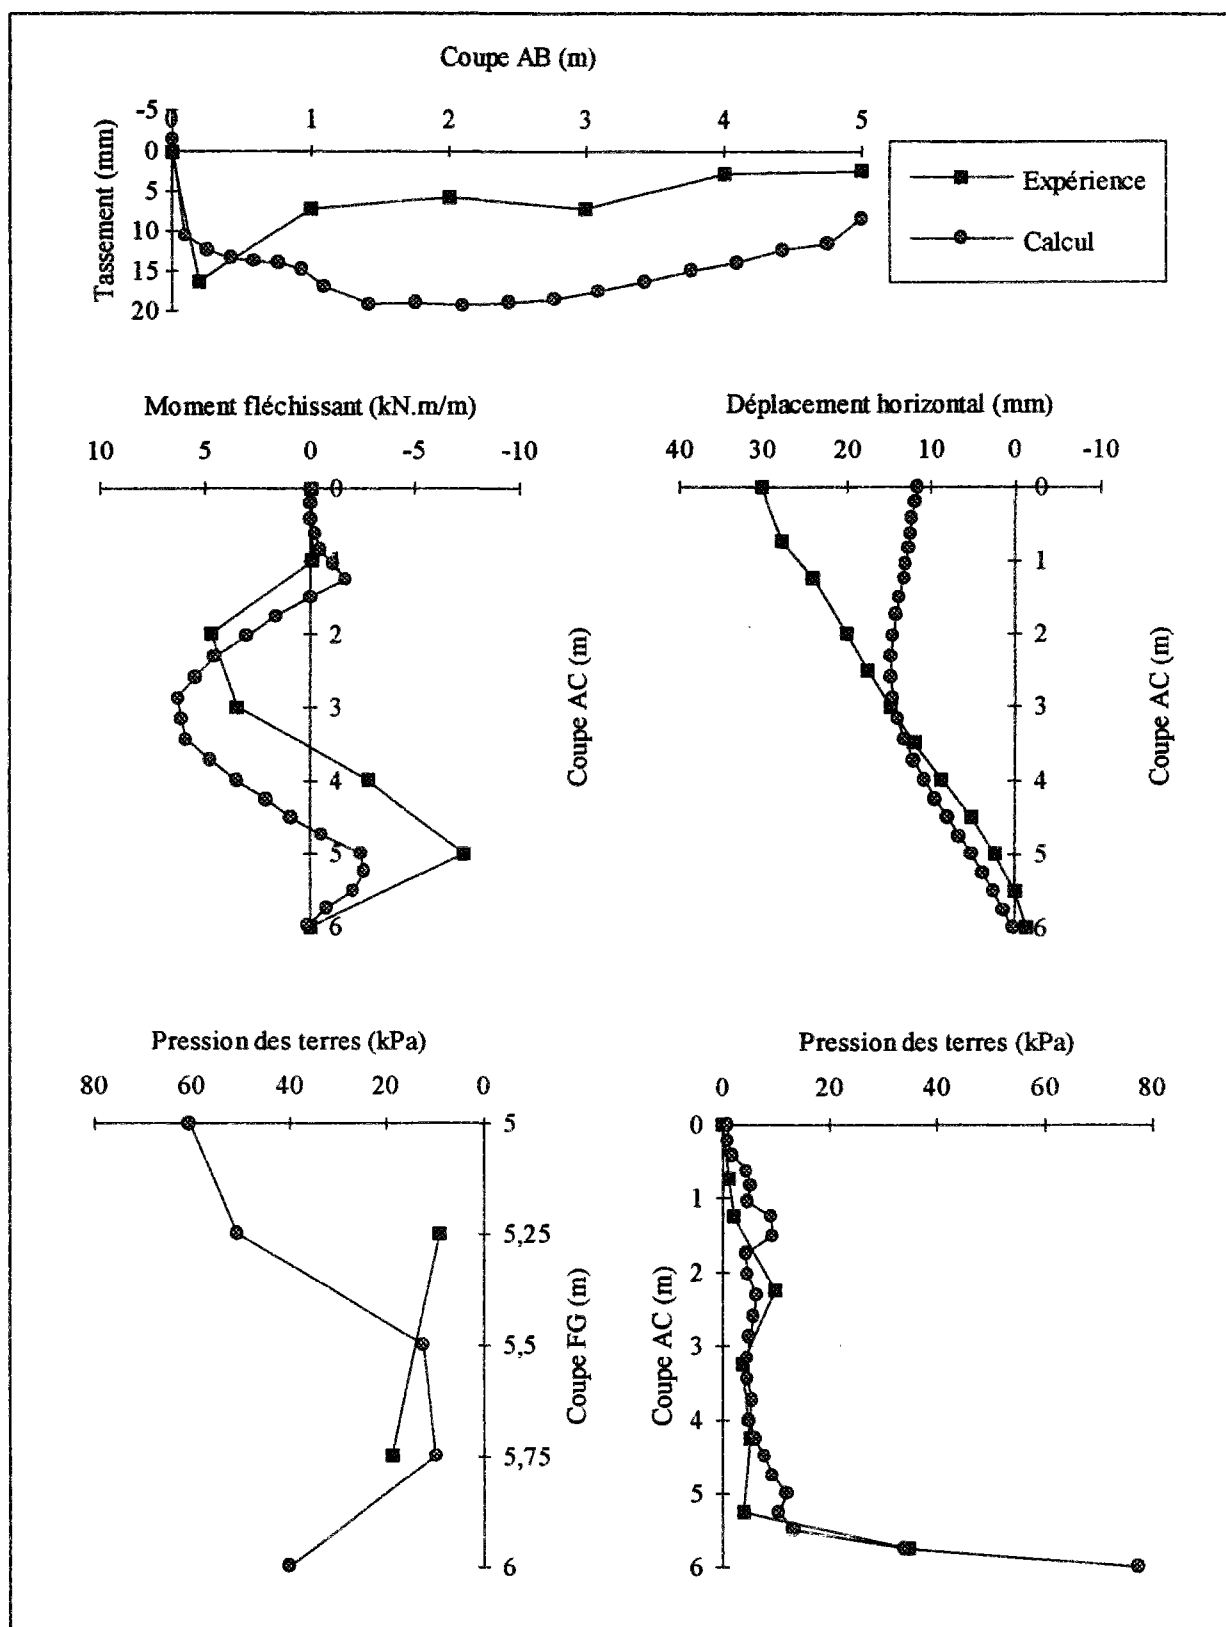 Coupe AB (m)
-5 0 1 2 3 4 5
0
5
10
15
20
Tassement (mm)
Expérience
Calcul
Moment fléchissant (kN.m/m)
10 5 0 -5 -10
0
1
2
3
4
5
6
Coupe AC (m)
Déplacement horizontal (mm)
40 30 20 10 0 -10
0
1
2
3
4
5
6
Coupe AC (m)
Pression des terres (kPa)
80 60 40 20 0
5
5,25
5,5
5,75
6
Coupe FG (m)
Pression des terres (kPa)
0 20 40 60 80
0
1
2
3
4
5
6
Coupe AC (m)